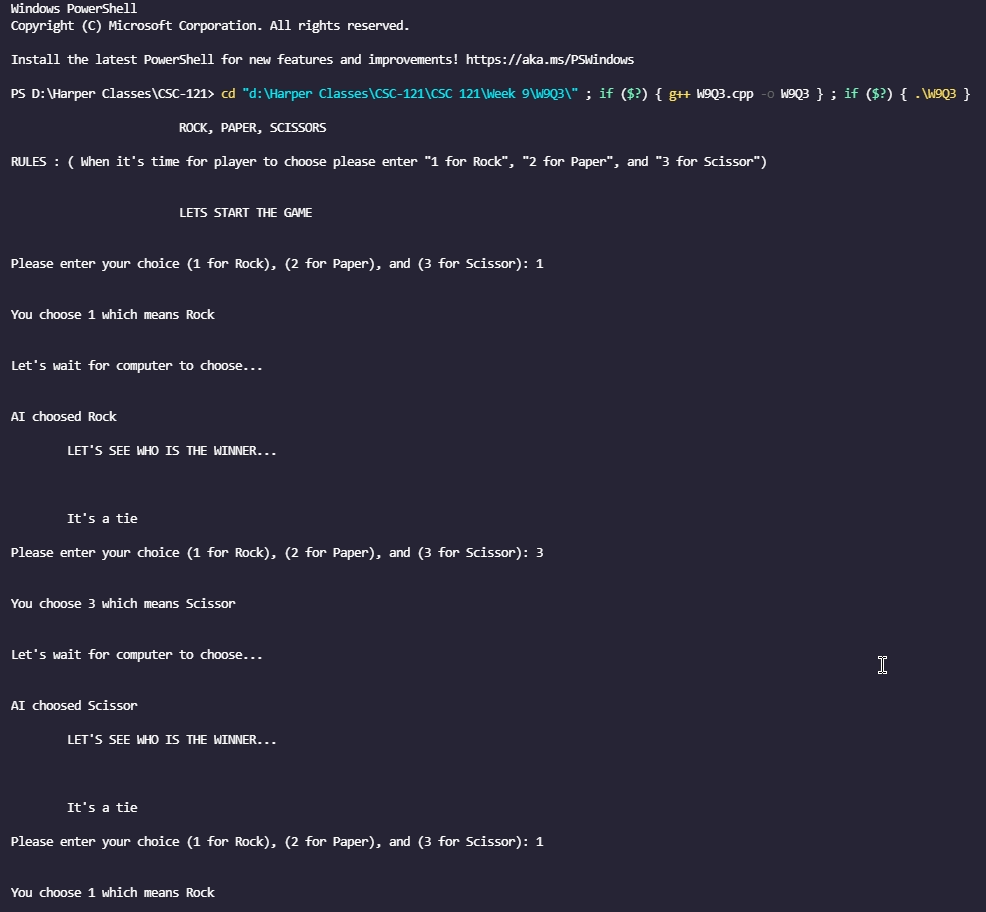 Windows PowerShell
Copyright (C) Microsoft Corporation. All rights reserved.
Install the latest PowerShell for new features and improvements! https://aka.ms/PSWindows
PS D:\Harper Classes\CSC-121> cd "d:\Harper Classes\CSC-121\CSC 121\Week 9\W9Q3\" ; if ($?) { g++ W9Q3.cpp -o W9Q3 } ; if ($?) { .\W9Q3 }
ROCK, PAPER, SCISSORS
RULES : ( When it's time for player to choose please enter "1 for Rock", "2 for Paper", and "3 for Scissor")
LETS START THE GAME
Please enter your choice (1 for Rock), (2 for Paper), and (3 for Scissor): 1
You choose 1 which means Rock
Let's wait for computer to choose...
AI choosed Rock
LET'S SEE WHO IS THE WINNER...
It's a tie
Please enter your choice (1 for Rock), (2 for Paper), and (3 for Scissor): 3
You choose 3 which means Scissor
Let's wait for computer to choose...
AI choosed Scissor
LET'S SEE WHO IS THE WINNER...
It's a tie
Please enter your choice (1 for Rock), (2 for Paper), and (3 for Scissor): 1
You choose 1 which means Rock